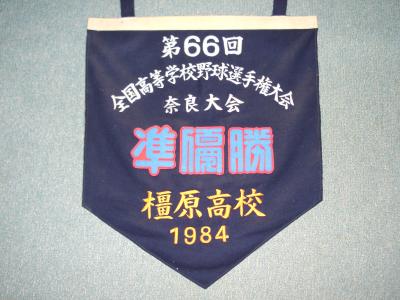 第66回
全国高等学校野球選手権大会
奈良大会
準優勝
橿原高校
1984